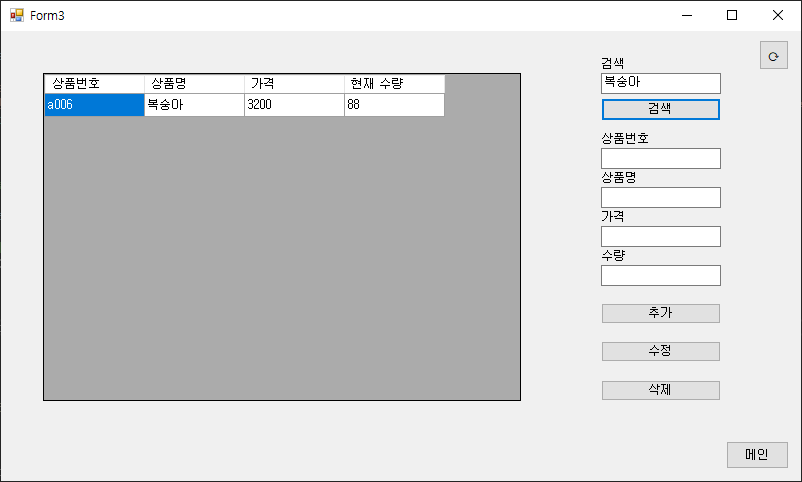 Form3
상품번호 상품명 가격 현재 수량
a006 복숭아 3200 88
검색
복숭아
검색
상품번호
상품명
가격
수량
추가
수정
삭제
메인